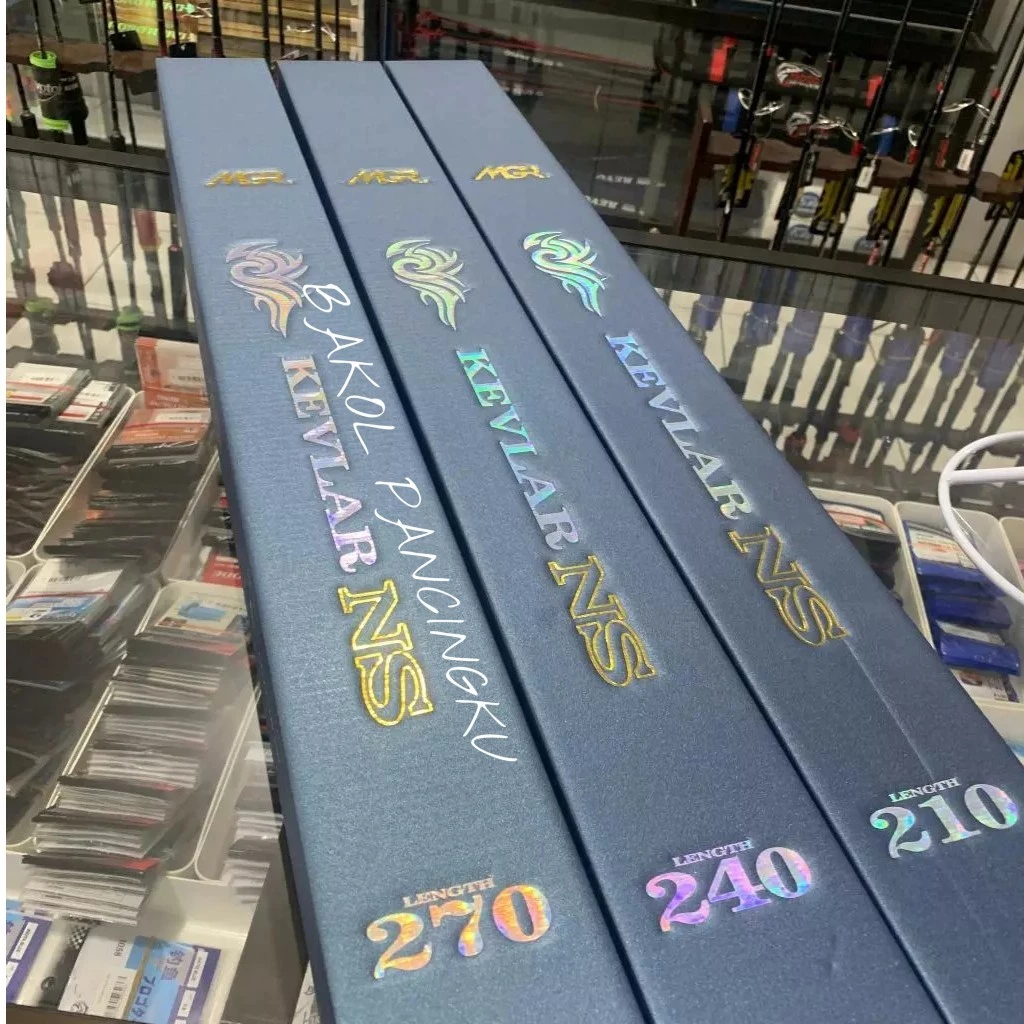 MGR
KEVLAR NS
LENGTH
270
MGR
KEVLAR NS
LENGTH
240
MGR
KEVLAR NS
LENGTH
210
BAKOL PANCINGKU